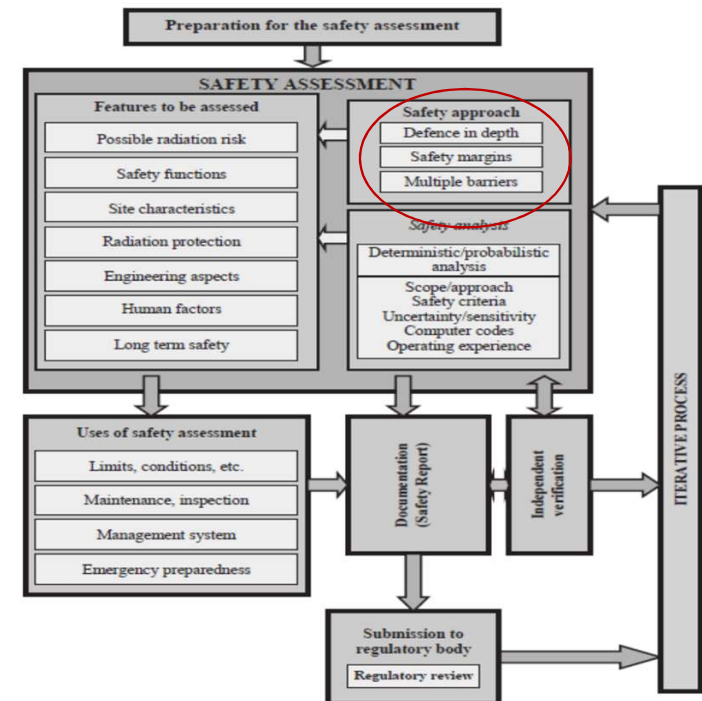 Preparation for the safety assessment
SAFETY ASSESSMENT
Features to be assessed
Possible radiation risk
Safety functions
Site characteristics
Radiation protection
Engineering aspects
Human factors
Long term safety
Safety approach
Defence in depth
Safety margins
Multiple barriers
Safety analysis
Deterministic/probabilistic
analysis
Scope/approach
Safety criteria
Uncertainty/sensitivity
Computer codes
Operating experience
Uses of safety assessment
Limits, conditions, etc.
Maintenance, inspection
Management system
Emergency preparedness
Documentation
(Safety Report)
Independent
verification
ITERATIVE PROCESS
Submission to
regulatory body
Regulatory review